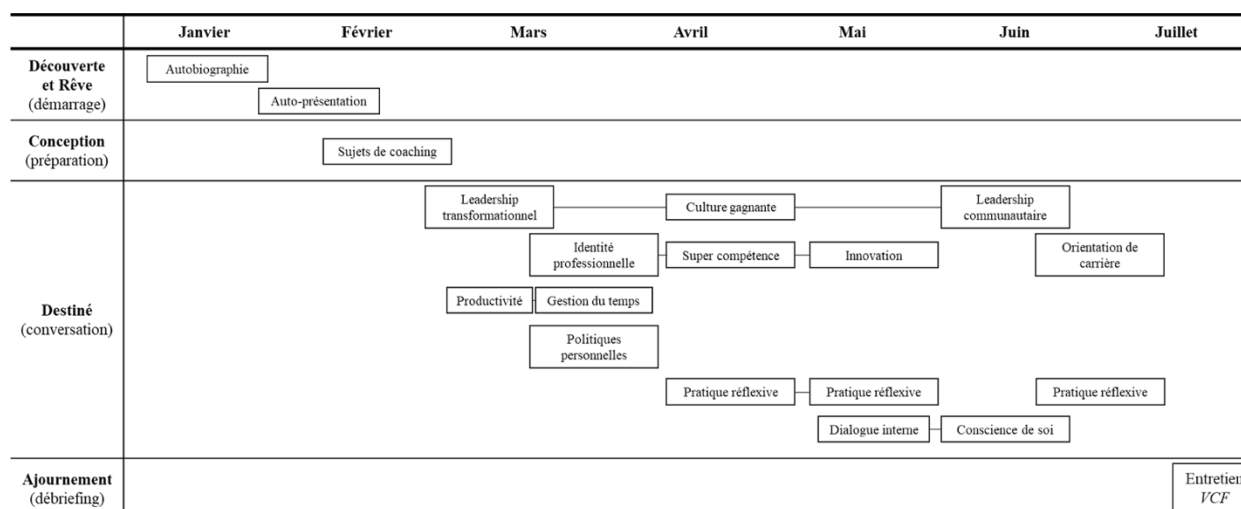 Janvier Février Mars Avril Mai Juin Juillet
Découverte
et Rêve
(démarrage)
Autobiographie
Auto-présentation
Conception
(préparation)
Sujets de coaching
Destiné
(conversation)
Leadership
transformationnel
Culture gagnante
Leadership
communautaire
Identité
professionnelle
Super compétence
Innovation
Orientation de
carrière
Productivité
Gestion du temps
Politiques
personnelles
Pratique réflexive
Pratique réflexive
Pratique réflexive
Dialogue interne
Conscience de soi
Ajournement
(débriefing)
Entretien
VCF